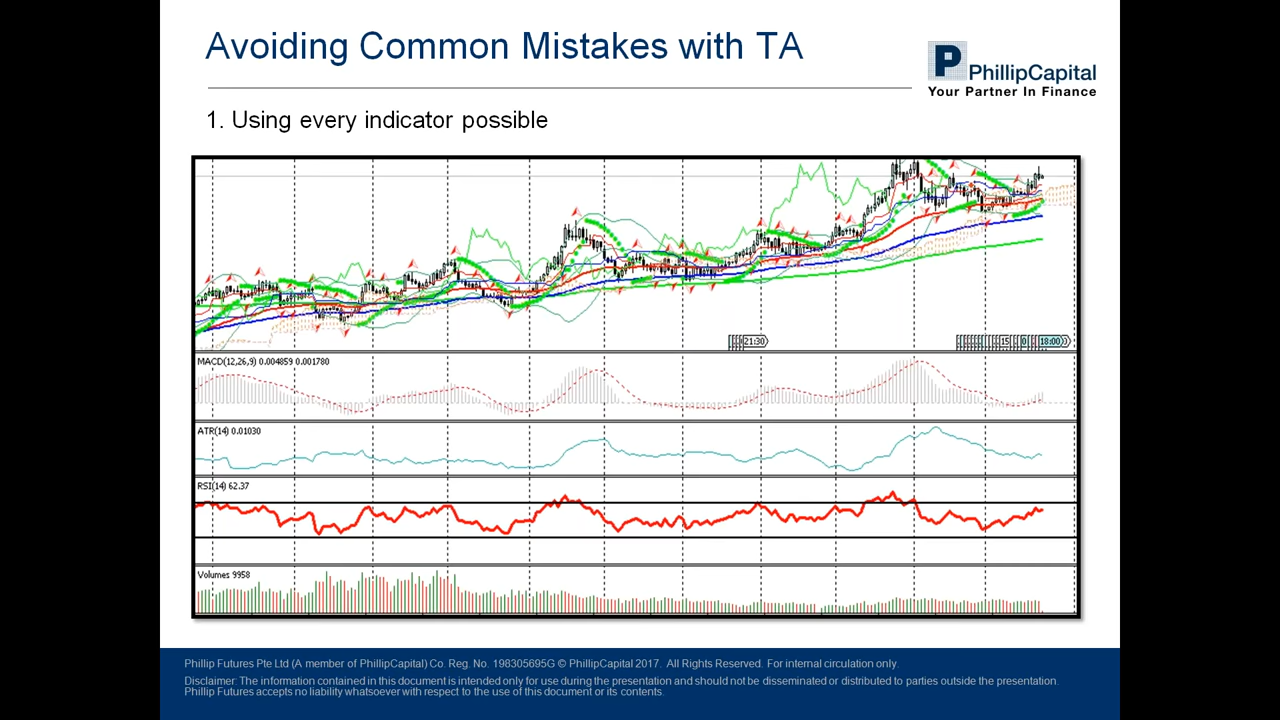 Avoiding Common Mistakes with TA
P PhillipCapital
Your Partner In Finance
1. Using every indicator possible
21:30
15
18:00
MACD(12,26,9) 0.004859 0.001780
ATR(14) 0.01030
RSI(14) 62.37
Volumes 9958
Phillip Futures Pte Ltd (A member of PhillipCapital) Co. Reg. No. 198305695G © PhillipCapital 2017. All Rights Reserved. For internal circulation only.
Disclaimer: The information contained in this document is intended only for use during the presentation and should not be disseminated or distributed to parties outside the presentation.
Phillip Futures accepts no liability whatsoever with respect to the use of this document or its contents.